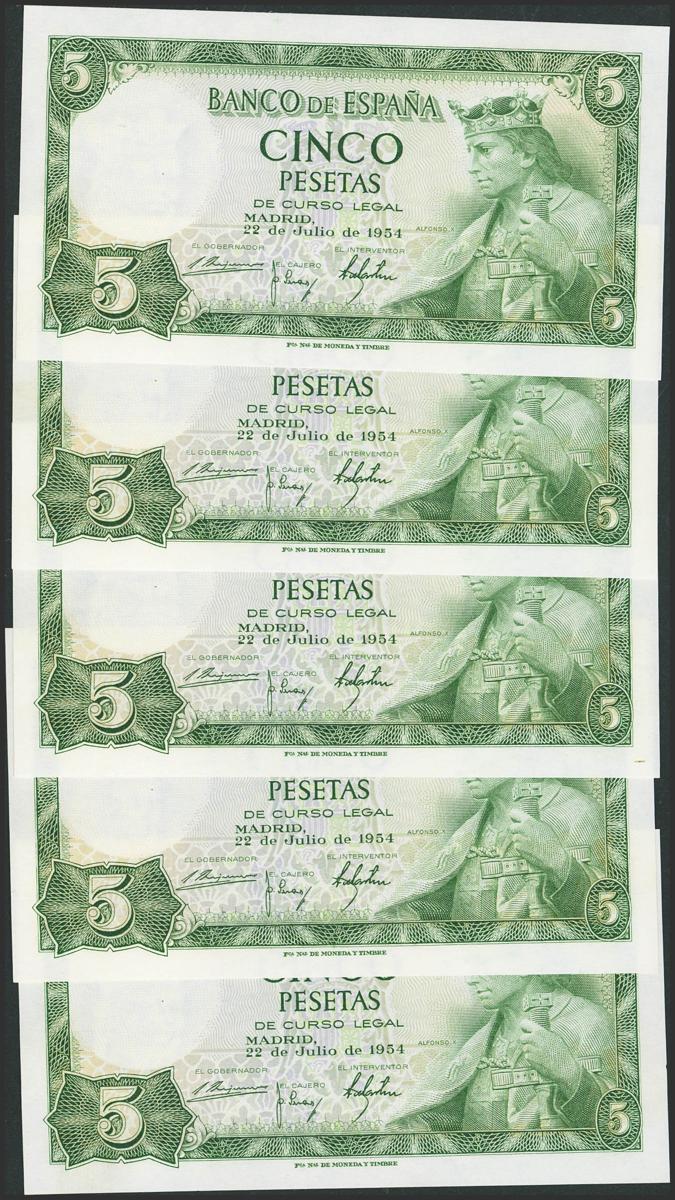 5 5
BANCO DE ESPAÑA
CINCO
PESETAS
DE CURSO LEGAL
MADRID,
22 de Julio de 1954 ALFONSO X
EL GOBERNADOR EL INTERVENTOR
EL CAJERO
5 5
Fca. Nal. DE MONEDA Y TIMBRE
PESETAS
DE CURSO LEGAL
MADRID,
22 de Julio de 1954 ALFONSO X
EL GOBERNADOR EL INTERVENTOR
EL CAJERO
5 5
Fca. Nal. DE MONEDA Y TIMBRE
PESETAS
DE CURSO LEGAL
MADRID,
22 de Julio de 1954 ALFONSO X
EL GOBERNADOR EL INTERVENTOR
EL CAJERO
5 5
Fca. Nal. DE MONEDA Y TIMBRE
PESETAS
DE CURSO LEGAL
MADRID,
22 de Julio de 1954 ALFONSO X
EL GOBERNADOR EL INTERVENTOR
EL CAJERO
5 5
Fca. Nal. DE MONEDA Y TIMBRE
CINCO
PESETAS
DE CURSO LEGAL
MADRID,
22 de Julio de 1954 ALFONSO X
EL GOBERNADOR EL INTERVENTOR
EL CAJERO
5 5
Fca. Nal. DE MONEDA Y TIMBRE